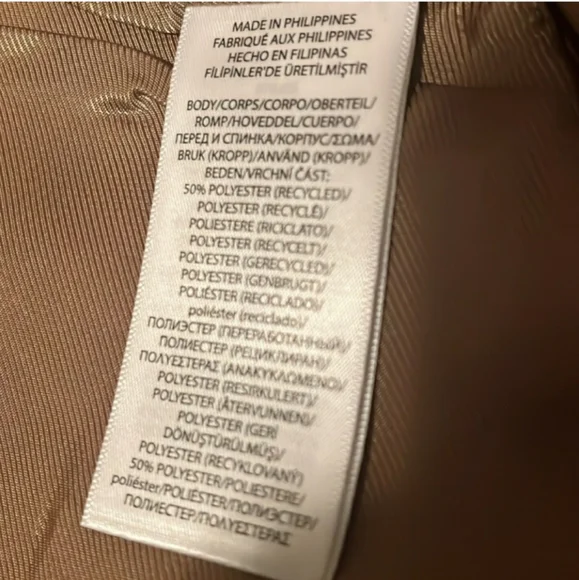 MADE IN PHILIPPINES
FABRIQUÉ AUX PHILIPPINES
HECHO EN FILIPINAS
FİLİPİNLER'DE ÜRETİLMİŞTİR
BODY/CORPS/CORPO/OBERTEIL/
ROMP/HOVEDDEL/CUERPO/
ПЕРЕД И СПИНКА/КОРПУС/ΣΩΜΑ/
BRUK (KROPP)/ANVÄND (KROPP)/
BEDEN/VRCHNÍ ČÁST:
50% POLYESTER (RECYCLED)/
POLYESTER (RECYCLÉ)/
POLIESTERE (RICICLATO)/
POLYESTER (RECYCELT)/
POLYESTER (GERECYCLED)/
POLYESTER (GENBRUGT)/
POLIÉSTER (RECICLADO)/
poliéster (reciclado)/
ПОЛИЭСТЕР (ПЕРЕРАБОТАННЫЙ)/
ПОЛИЕСТЕР (РЕЦИКЛИРАН)/
ΠΟΛΥΕΣΤΕΡΑΣ (ΑΝΑΚΥΚΛΩΜΕΝΟ)/
POLYESTER (RESIRKULERT)/
POLYESTER (ÅTERVUNNEN)/
POLYESTER (GERİ
DÖNÜŞTÜRÜLMÜŞ)/
POLYESTER (RECYKLOVANÝ)
50% POLYESTER/POLIESTERE/
poliéster/POLIÉSTER/ПОЛИЭСТЕР/
ПОЛИЕСТЕР/ΠΟΛΥΕΣΤΕΡΑΣ